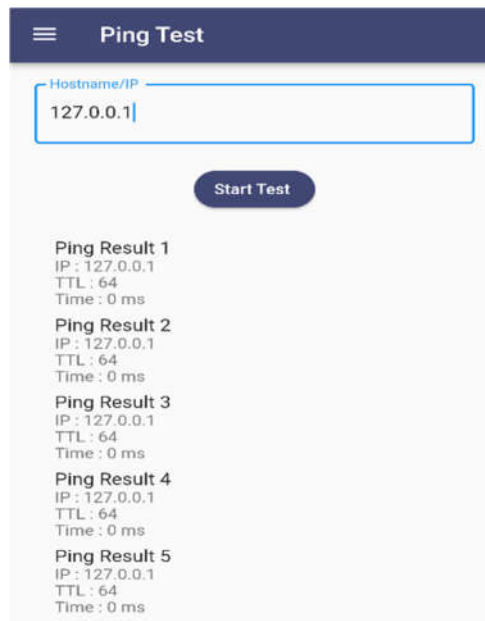 Ping Test
Hostname/IP
127.0.0.1
Start Test
Ping Result 1
IP : 127.0.0.1
TTL : 64
Time : 0 ms
Ping Result 2
IP : 127.0.0.1
TTL : 64
Time : 0 ms
Ping Result 3
IP : 127.0.0.1
TTL : 64
Time : 0 ms
Ping Result 4
IP : 127.0.0.1
TTL : 64
Time : 0 ms
Ping Result 5
IP : 127.0.0.1
TTL : 64
Time : 0 ms